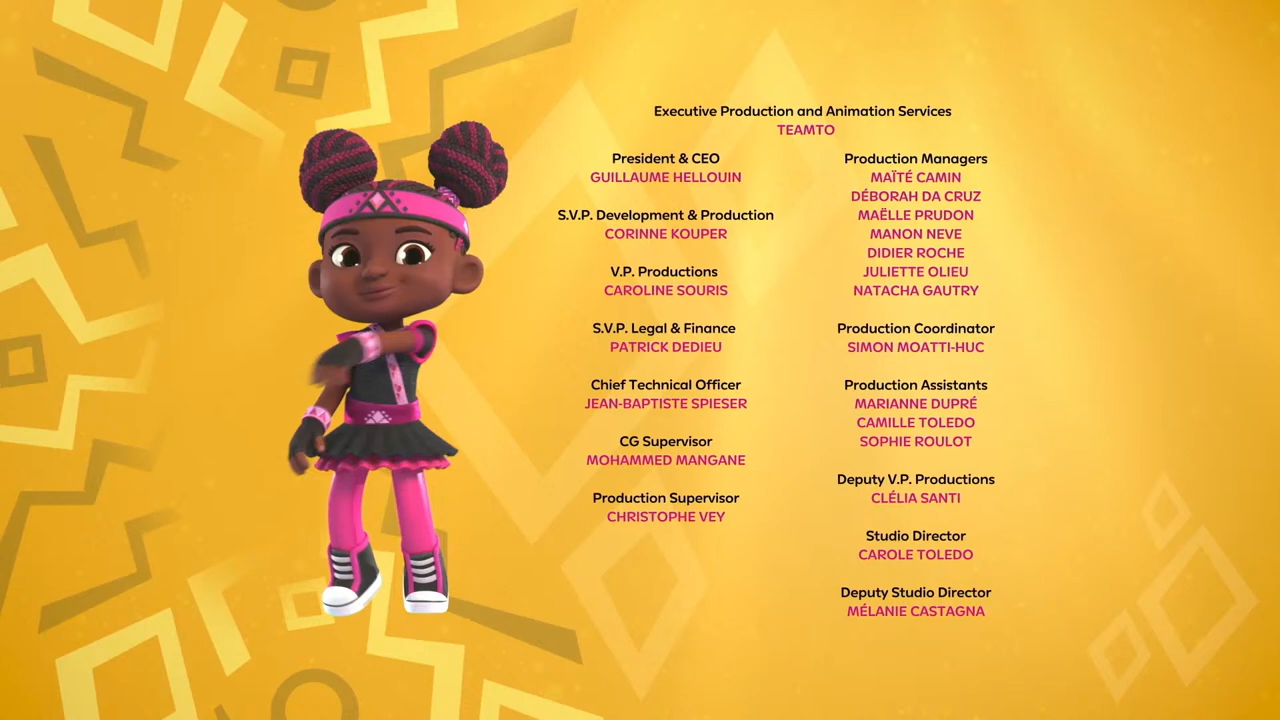 Executive Production and Animation Services
TEAMTO
President & CEO
GUILLAUME HELLOUIN
S.V.P. Development & Production
CORINNE KOUPER
V.P. Productions
CAROLINE SOURIS
S.V.P. Legal & Finance
PATRICK DEDIEU
Chief Technical Officer
JEAN-BAPTISTE SPIESER
CG Supervisor
MOHAMMED MANGANE
Production Supervisor
CHRISTOPHE VEY
Production Managers
MAÏTÉ CAMIN
DÉBORAH DA CRUZ
MAËLLE PRUDON
MANON NEVE
DIDIER ROCHE
JULIETTE OLIEU
NATACHA GAUTRY
Production Coordinator
SIMON MOATTI-HUC
Production Assistants
MARIANNE DUPRÉ
CAMILLE TOLEDO
SOPHIE ROULOT
Deputy V.P. Productions
CLÉLIA SANTI
Studio Director
CAROLE TOLEDO
Deputy Studio Director
MÉLANIE CASTAGNA